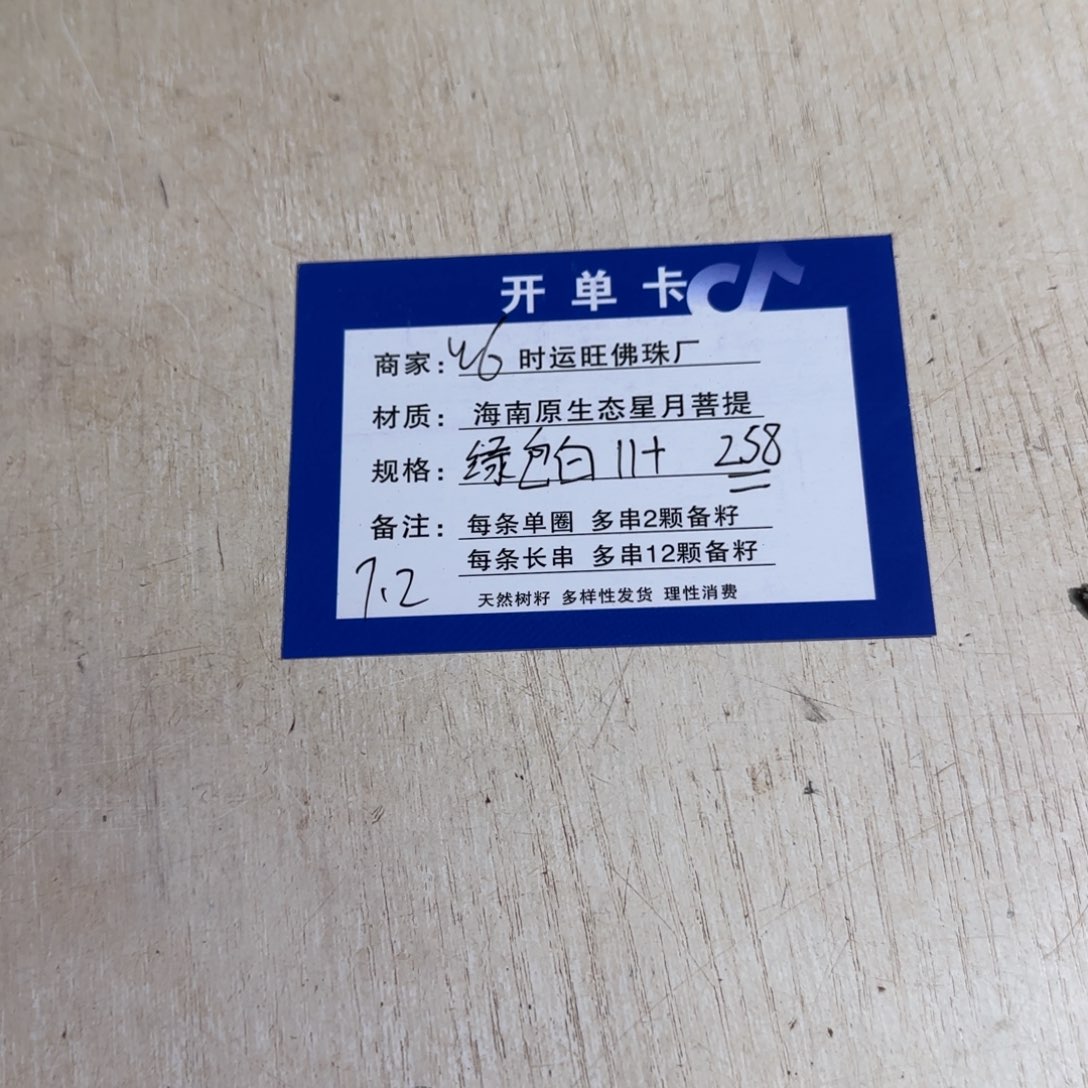 开单卡
商家：46 时运旺佛珠厂
材质：海南原生态星月菩提
规格：绿包白 11+ 258
备注：每条单圈 多串2颗备籽
每条长串 多串12颗备籽
7.2
天然树籽 多样性发货 理性消费